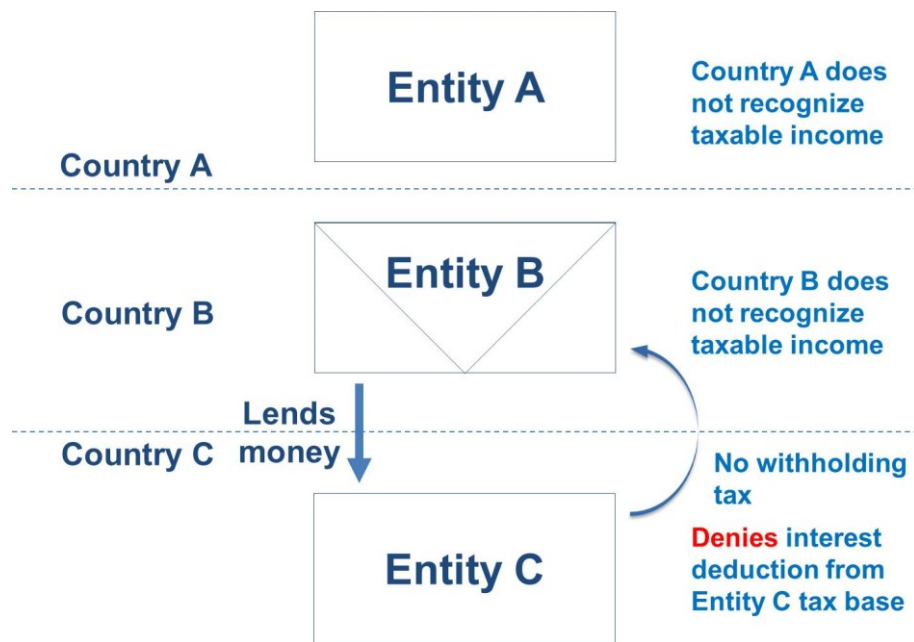 Entity A
Country A does
not recognize
taxable income
Country A
Entity B
Country B
Country B does
not recognize
taxable income
Lends
money
Country C
No withholding
tax
Denies interest
deduction from
Entity C tax base
Entity C